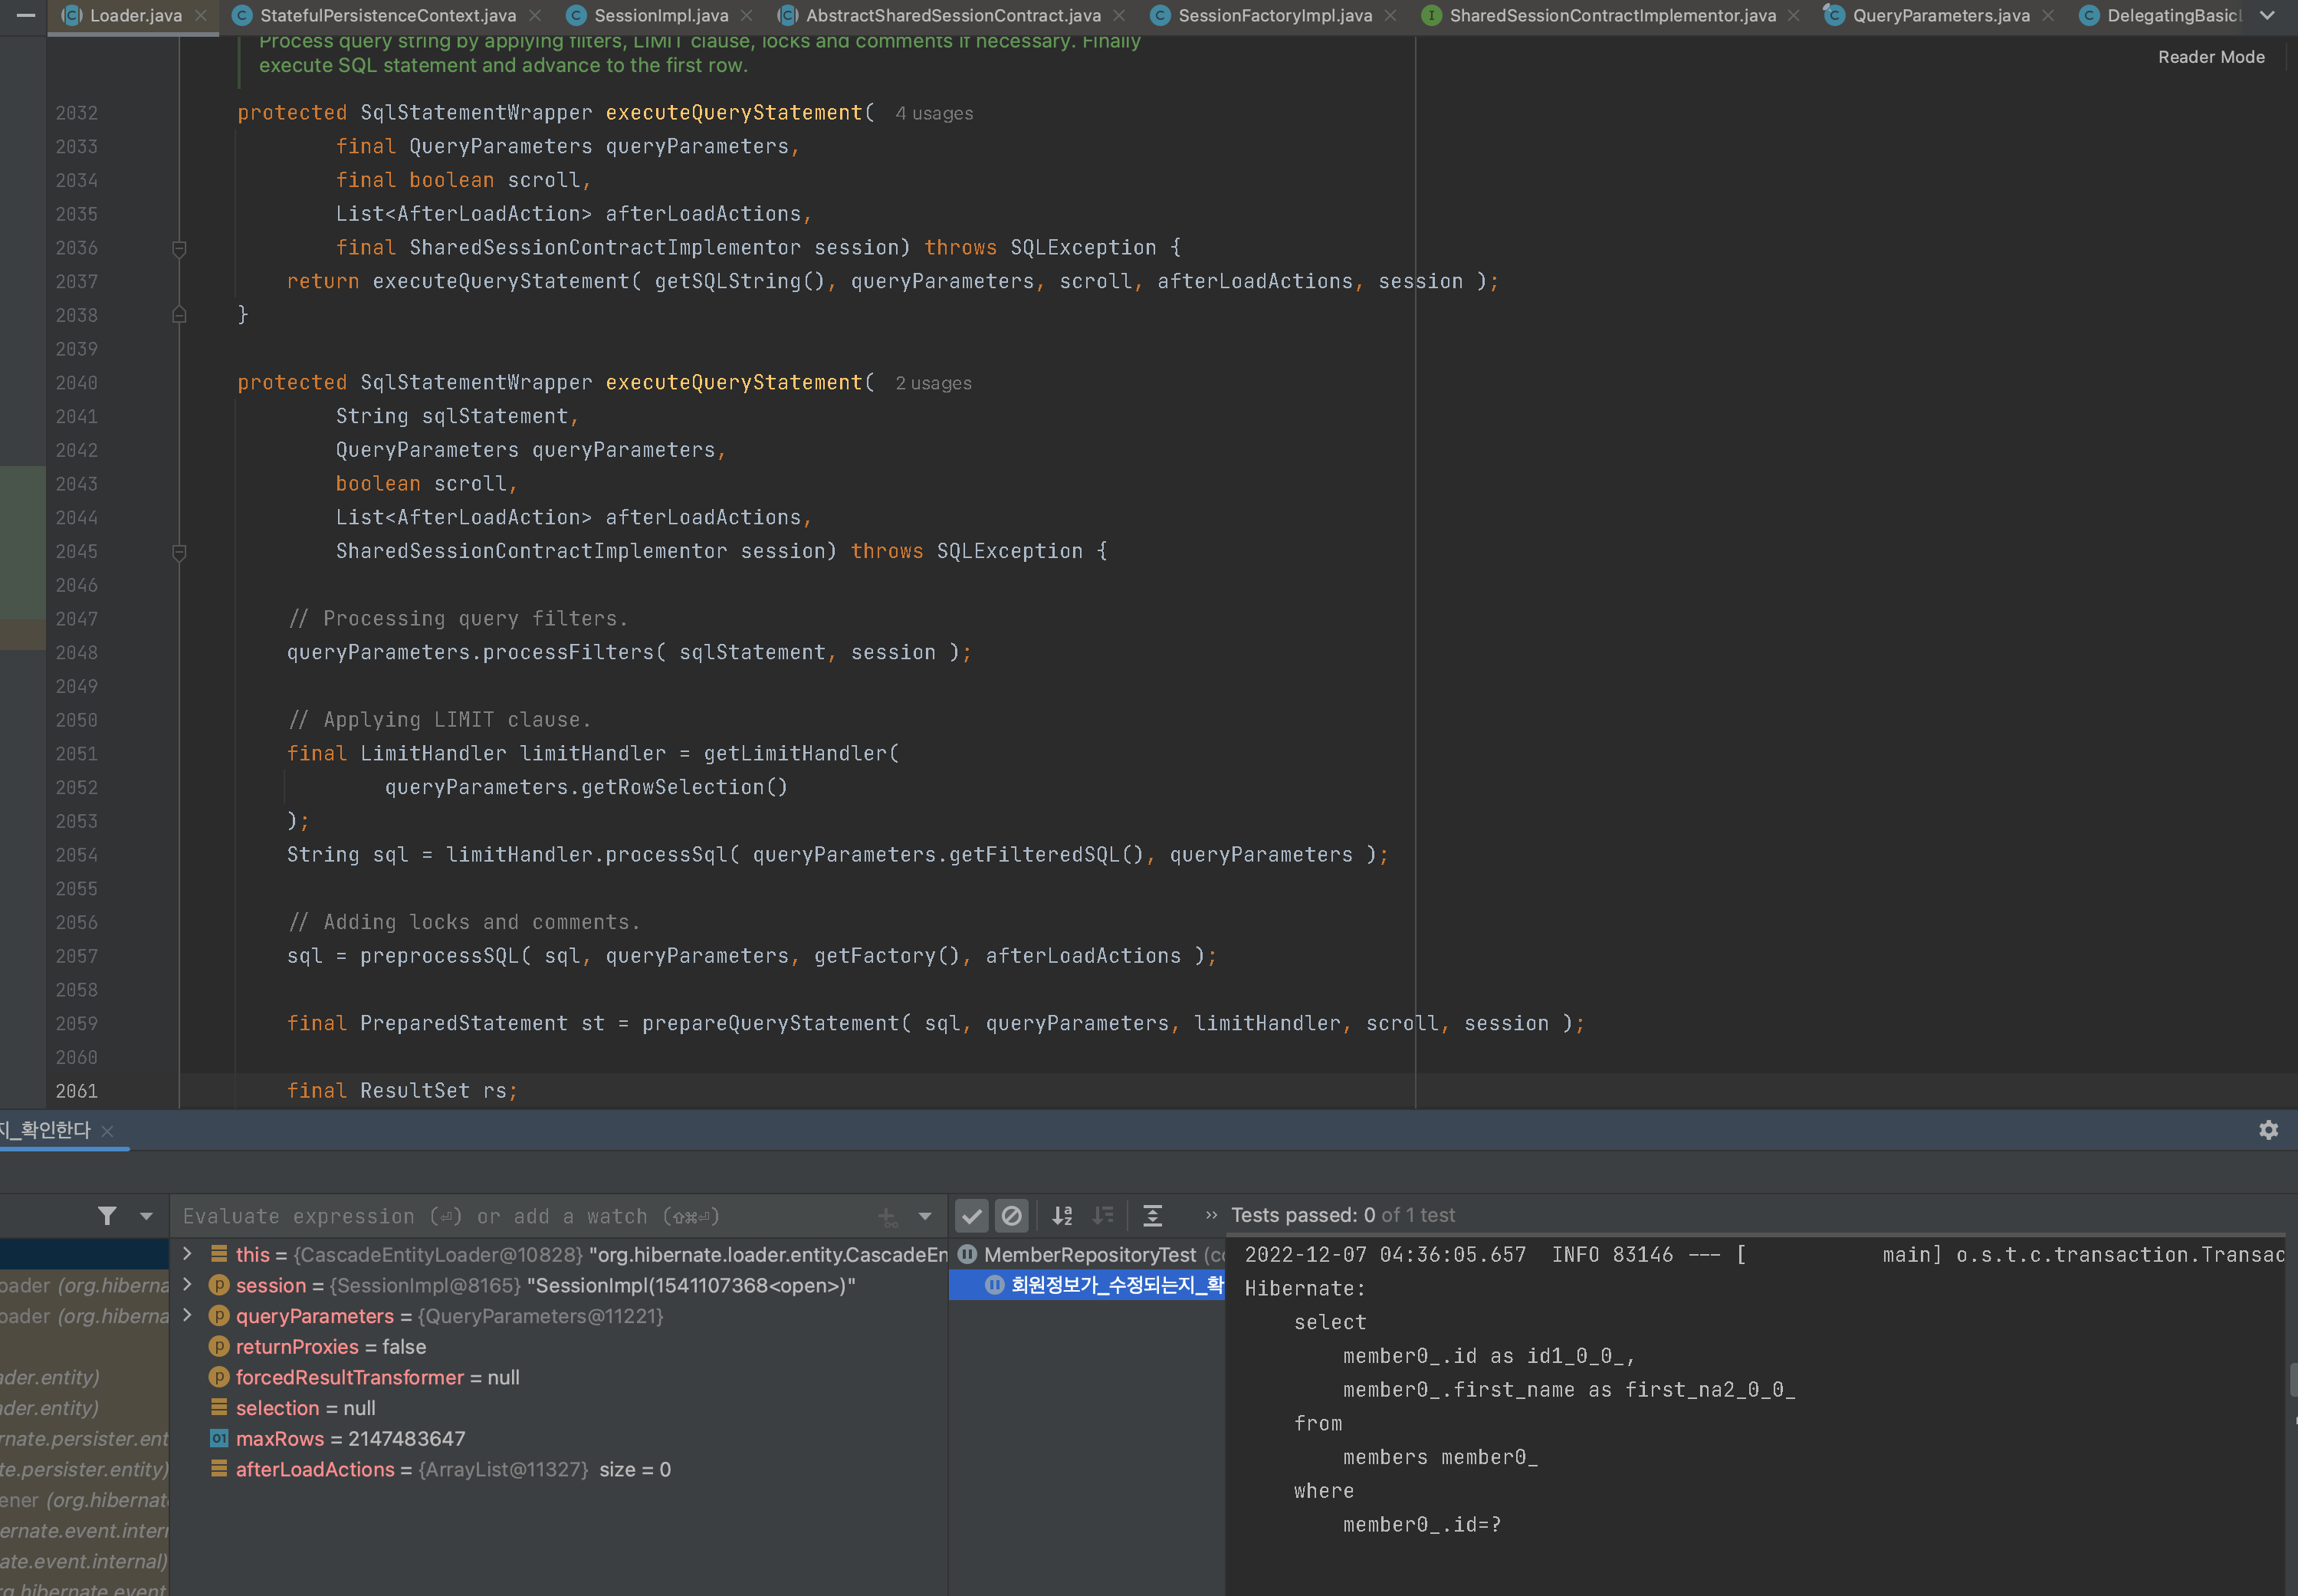 Loader.java
StatefulPersistenceContext.java
SessionImpl.java
AbstractSharedSessionContract.java
SessionFactoryImpl.java
SharedSessionContractImplementor.java
QueryParameters.java
DelegatingBasicL
Process query string by applying filters, LIMIT clause, locks and comments if necessary. Finally
execute SQL statement and advance to the first row.
Reader Mode
2032 protected SqlStatementWrapper executeQueryStatement( 4 usages
2033 final QueryParameters queryParameters,
2034 final boolean scroll,
2035 List<AfterLoadAction> afterLoadActions,
2036 final SharedSessionContractImplementor session) throws SQLException {
2037 return executeQueryStatement( getSQLString(), queryParameters, scroll, afterLoadActions, session );
2038 }
2039
2040 protected SqlStatementWrapper executeQueryStatement( 2 usages
2041 String sqlStatement,
2042 QueryParameters queryParameters,
2043 boolean scroll,
2044 List<AfterLoadAction> afterLoadActions,
2045 SharedSessionContractImplementor session) throws SQLException {
2046
2047 // Processing query filters.
2048 queryParameters.processFilters( sqlStatement, session );
2049
2050 // Applying LIMIT clause.
2051 final LimitHandler limitHandler = getLimitHandler(
2052 queryParameters.getRowSelection()
2053 );
2054 String sql = limitHandler.processSql( queryParameters.getFilteredSQL(), queryParameters );
2055
2056 // Adding locks and comments.
2057 sql = preprocessSQL( sql, queryParameters, getFactory(), afterLoadActions );
2058
2059 final PreparedStatement st = prepareQueryStatement( sql, queryParameters, limitHandler, scroll, session );
2060
2061 final ResultSet rs;
지_확인한다
Evaluate expression (⏎) or add a watch (⇧⌘⏎)
Tests passed: 0 of 1 test
oader (org.hiberna
oader (org.hiberna
ader.entity)
ader.entity)
rnate.persister.ent
te.persister.entity)
ener (org.hibernat
ernate.event.interr
ate.event.internal)
rg.hibernate.event
this = {CascadeEntityLoader@10828} "org.hibernate.loader.entity.CascadeEn
session = {SessionImpl@8165} "SessionImpl(1541107368<open>)"
queryParameters = {QueryParameters@11221}
returnProxies = false
forcedResultTransformer = null
selection = null
maxRows = 2147483647
afterLoadActions = {ArrayList@11327} size = 0
MemberRepositoryTest (co
회원정보가_수정되는지_확
2022-12-07 04:36:05.657 INFO 83146 --- [ main] o.s.t.c.transaction.Transac
Hibernate:
select
member0_.id as id1_0_0_,
member0_.first_name as first_na2_0_0_
from
members member0_
where
member0_.id=?